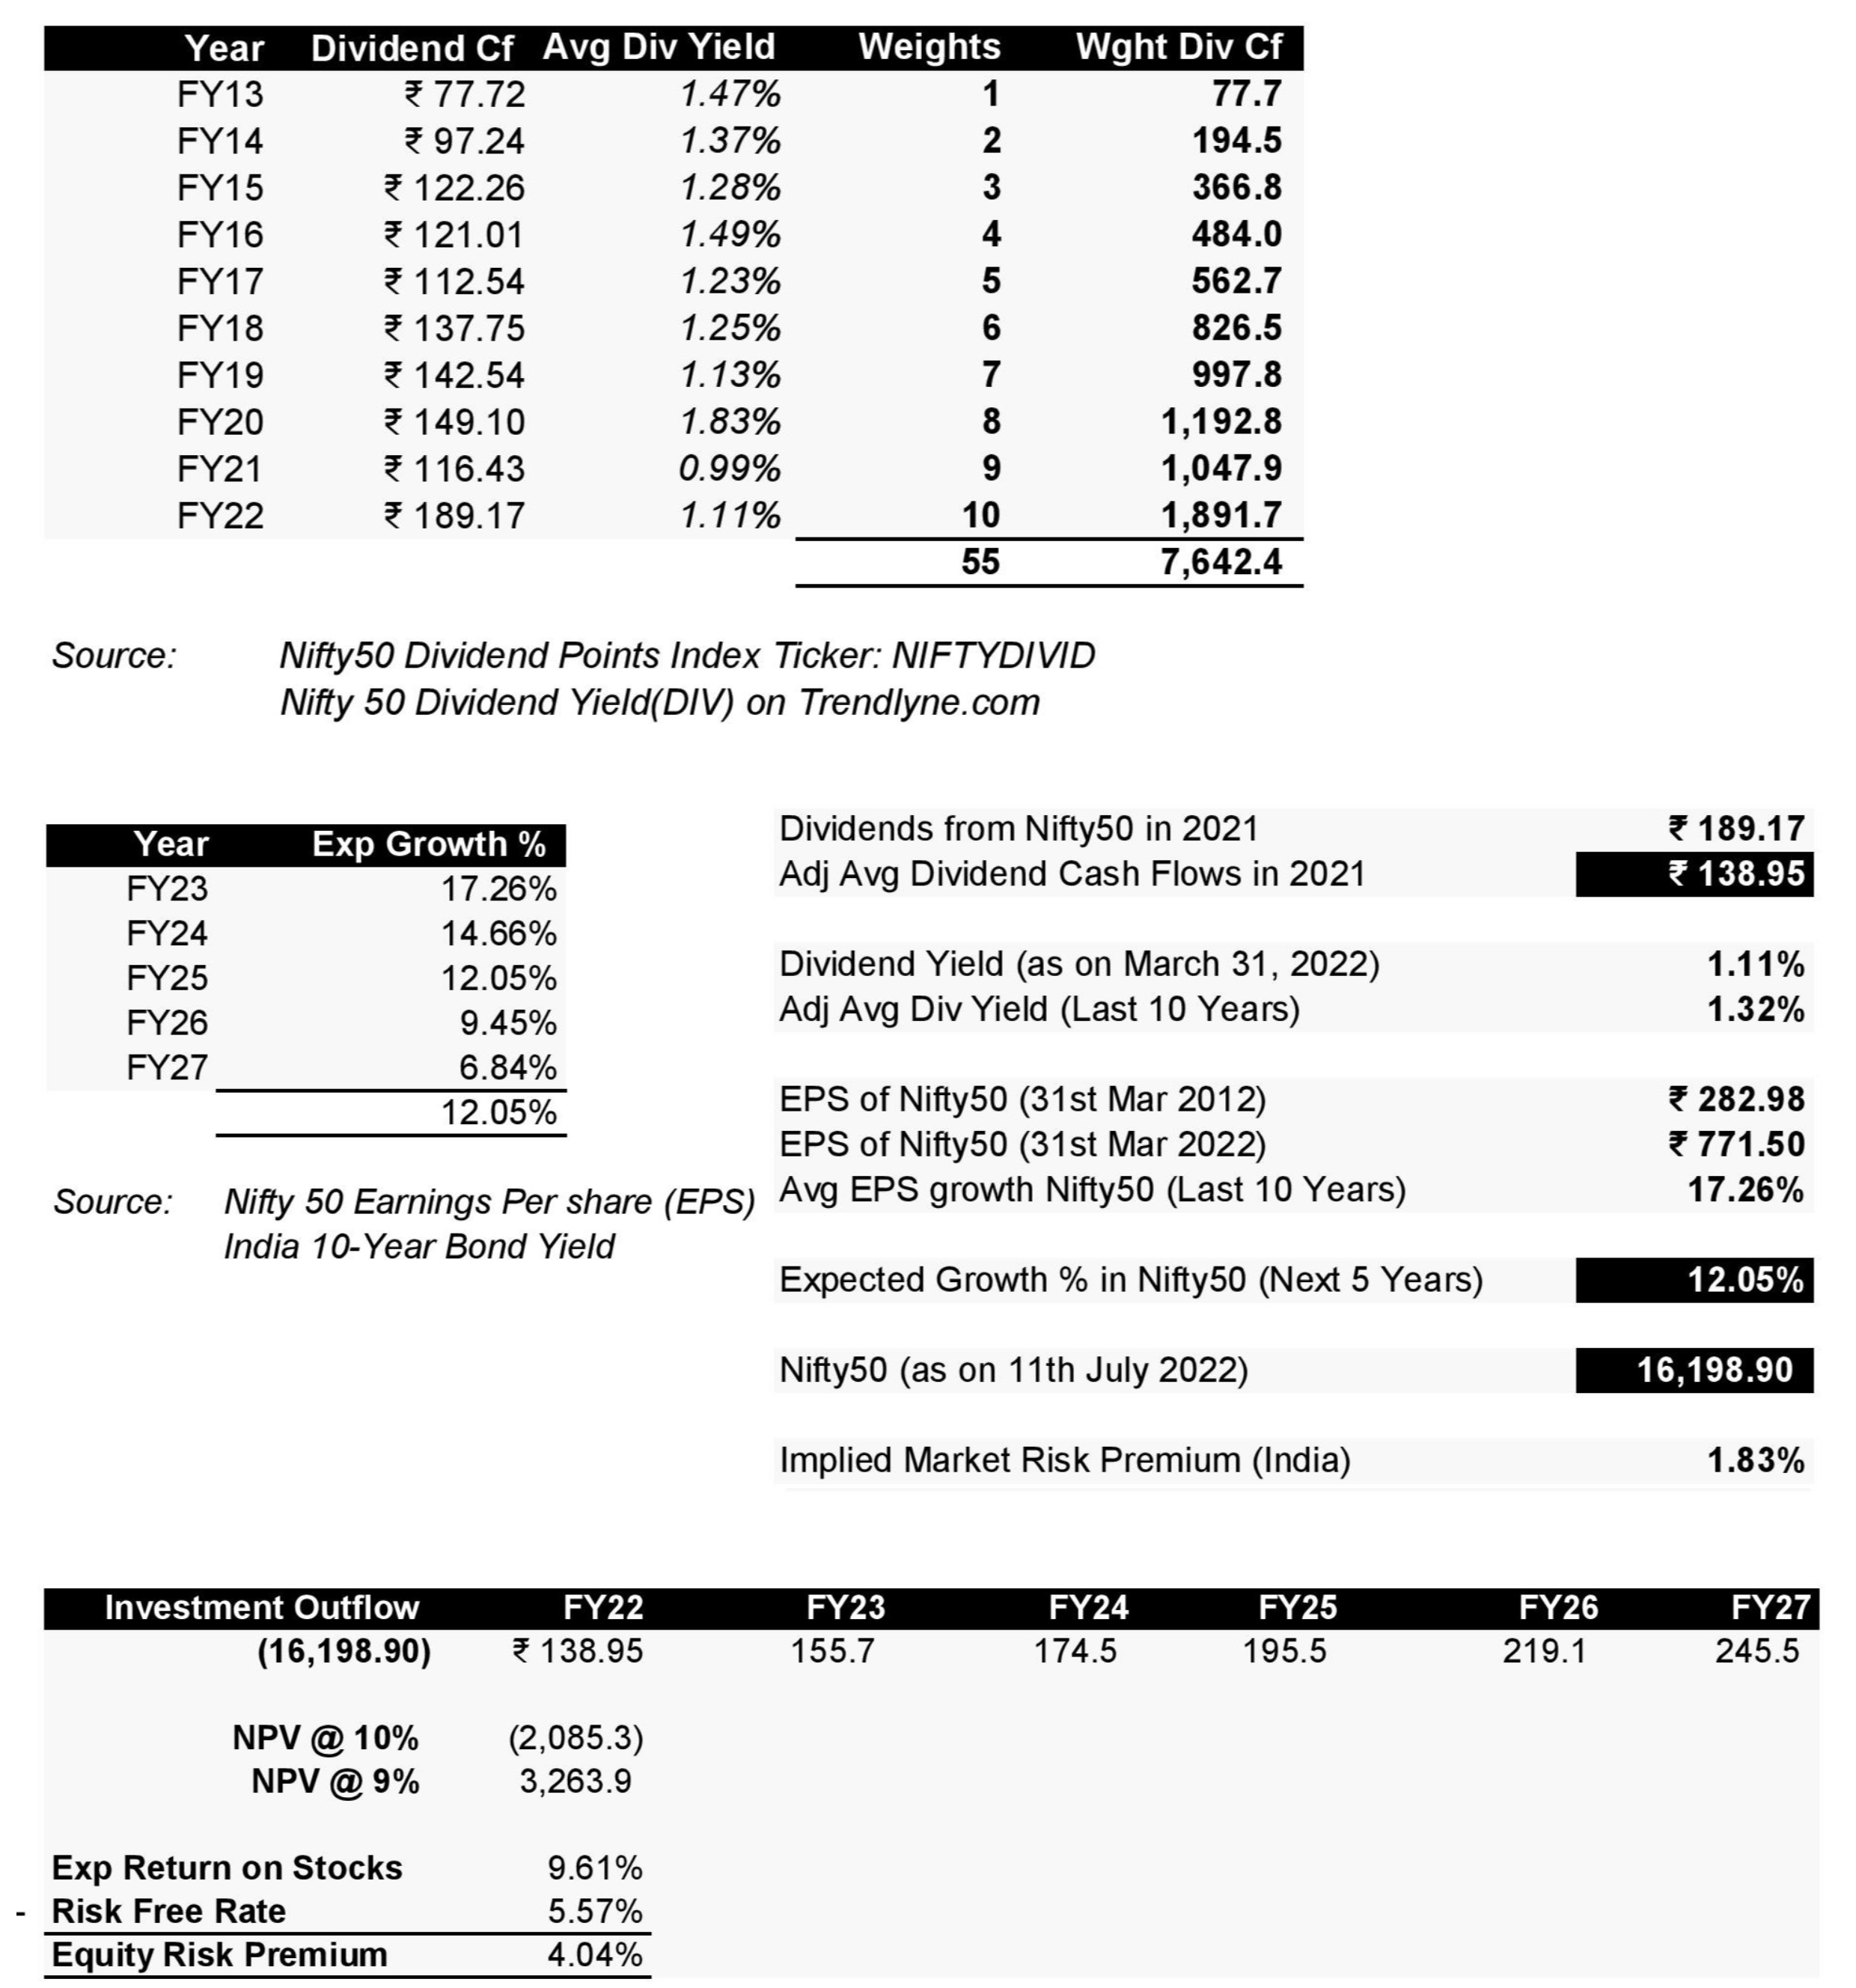 Year Dividend Cf Avg Div Yield Weights Wght Div Cf
FY13 ₹ 77.72 1.47% 1 77.7
FY14 ₹ 97.24 1.37% 2 194.5
FY15 ₹ 122.26 1.28% 3 366.8
FY16 ₹ 121.01 1.49% 4 484.0
FY17 ₹ 112.54 1.23% 5 562.7
FY18 ₹ 137.75 1.25% 6 826.5
FY19 ₹ 142.54 1.13% 7 997.8
FY20 ₹ 149.10 1.83% 8 1,192.8
FY21 ₹ 116.43 0.99% 9 1,047.9
FY22 ₹ 189.17 1.11% 10 1,891.7
55 7,642.4
Source: Nifty50 Dividend Points Index Ticker: NIFTYDIVID
Nifty 50 Dividend Yield(DIV) on Trendlyne.com
Year Exp Growth %
FY23 17.26%
FY24 14.66%
FY25 12.05%
FY26 9.45%
FY27 6.84%
12.05%
Source: Nifty 50 Earnings Per share (EPS)
India 10-Year Bond Yield
Dividends from Nifty50 in 2021 ₹ 189.17
Adj Avg Dividend Cash Flows in 2021 ₹ 138.95
Dividend Yield (as on March 31, 2022) 1.11%
Adj Avg Div Yield (Last 10 Years) 1.32%
EPS of Nifty50 (31st Mar 2012) ₹ 282.98
EPS of Nifty50 (31st Mar 2022) ₹ 771.50
Avg EPS growth Nifty50 (Last 10 Years) 17.26%
Expected Growth % in Nifty50 (Next 5 Years) 12.05%
Nifty50 (as on 11th July 2022) 16,198.90
Implied Market Risk Premium (India) 1.83%
Investment Outflow FY22 FY23 FY24 FY25 FY26 FY27
(16,198.90) ₹ 138.95 155.7 174.5 195.5 219.1 245.5
NPV @ 10% (2,085.3)
NPV @ 9% 3,263.9
Exp Return on Stocks 9.61%
- Risk Free Rate 5.57%
Equity Risk Premium 4.04%